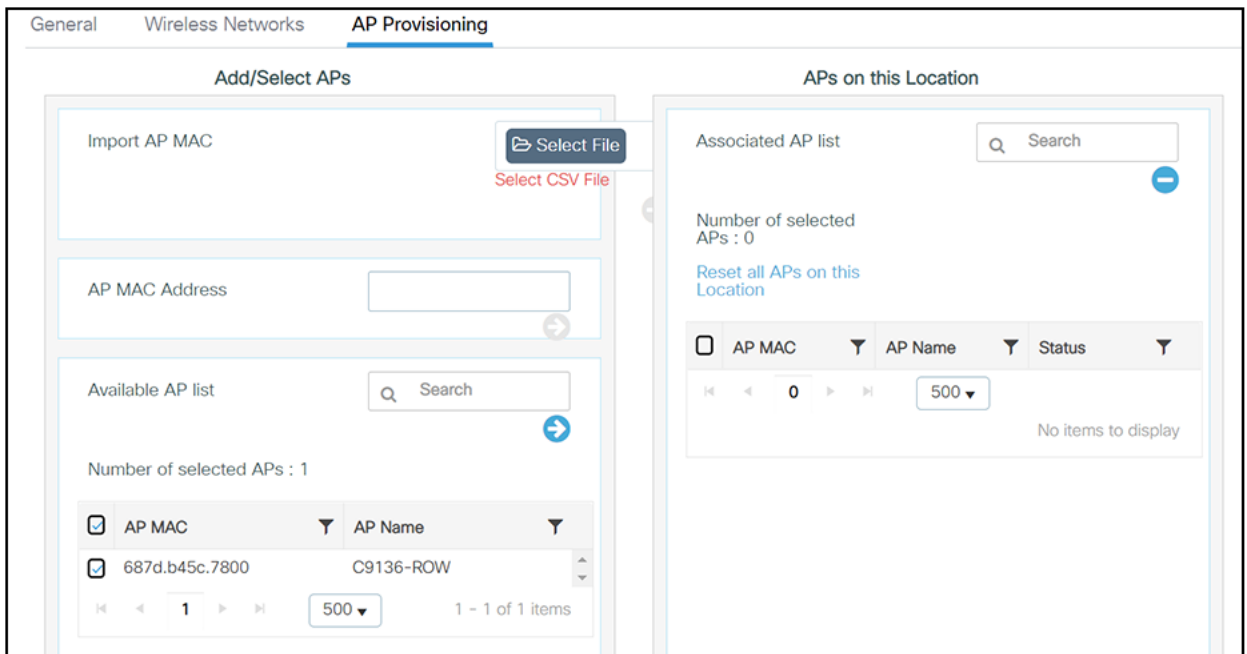 General Wireless Networks AP Provisioning
Add/Select APs
Import AP MAC
Select File
Select CSV File
AP MAC Address
Available AP list
Search
Number of selected APs : 1
AP MAC AP Name
687d.b45c.7800 C9136-ROW
1 500 1 - 1 of 1 items
APs on this Location
Associated AP list
Search
Number of selected
APs : 0
Reset all APs on this
Location
AP MAC AP Name Status
0 500
No items to display